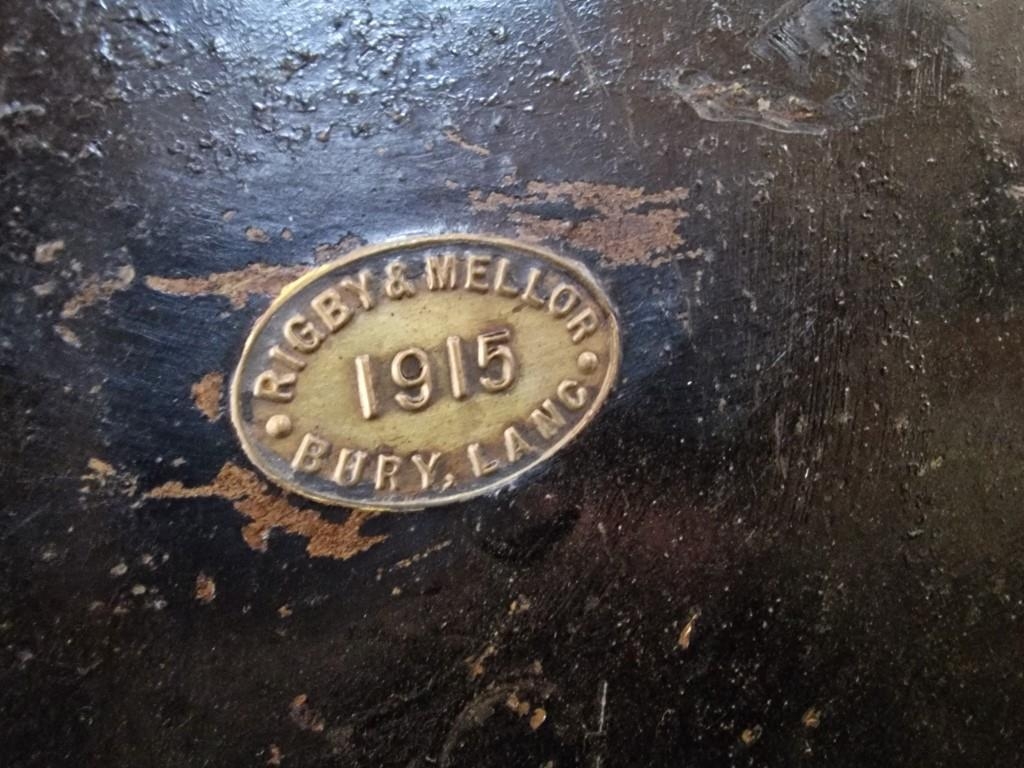 RIGBY & MELLOR
1915
BURY, LANC